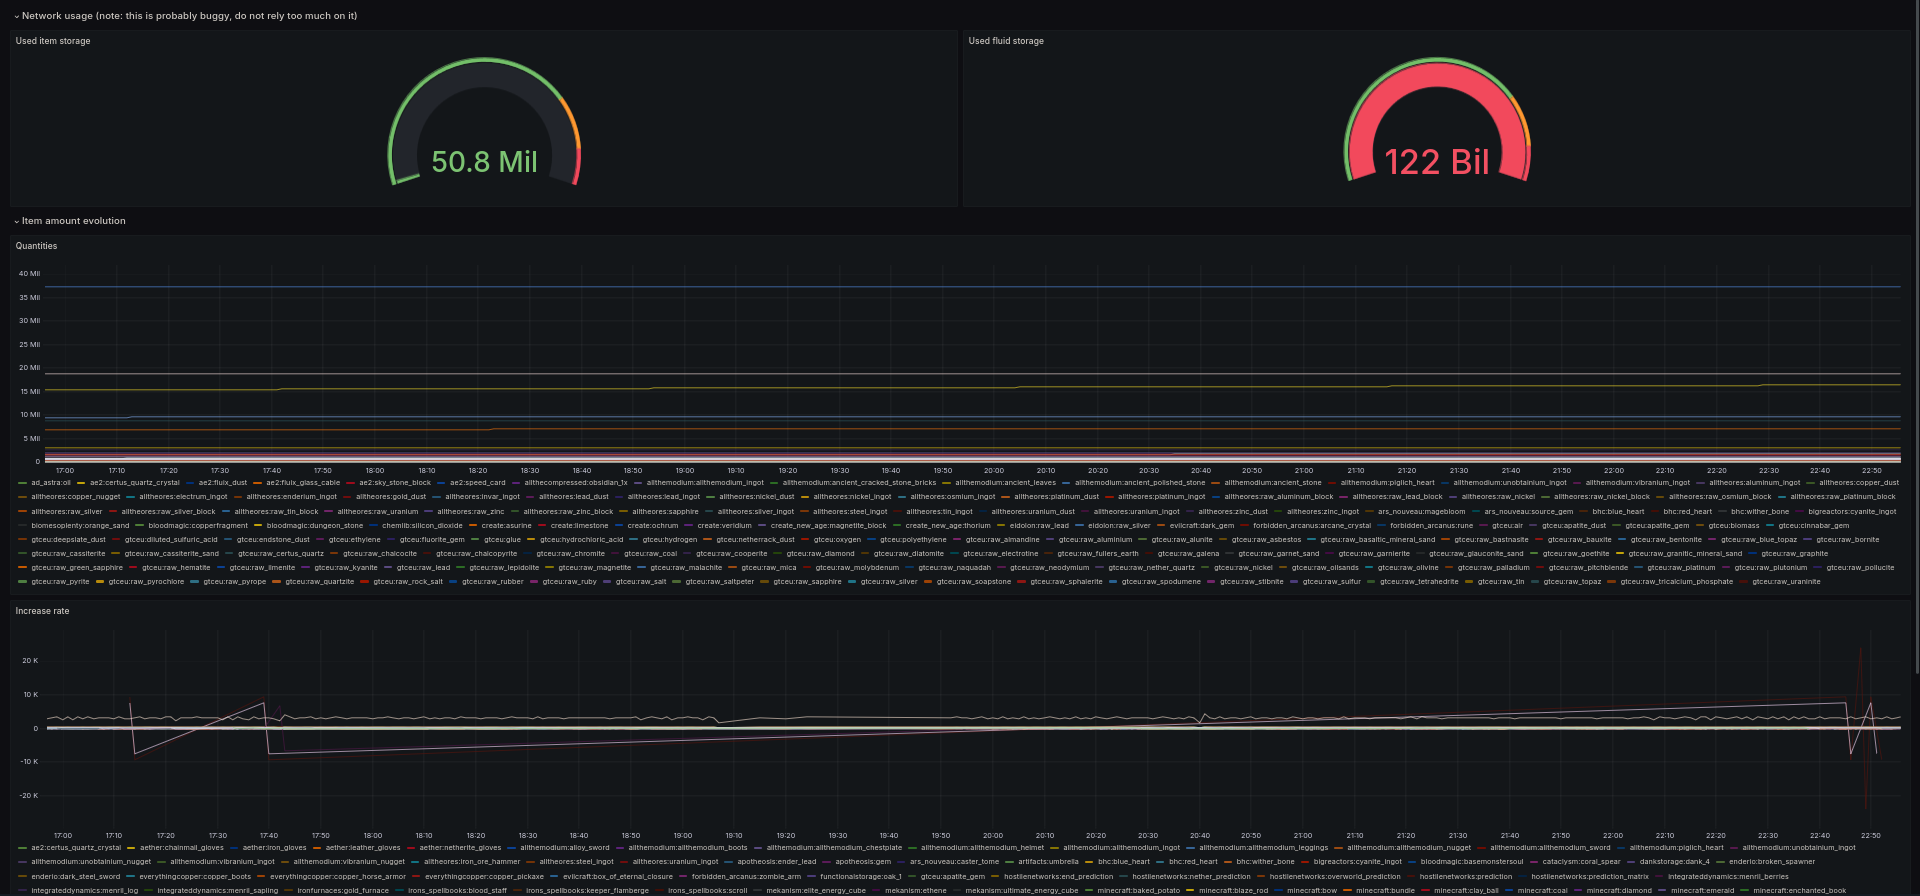 Network usage (note: this is probably buggy, do not rely too much on it)
Used item storage
Used fluid storage
50.8 Mil
122 Bil
Item amount evolution
Quantities
40 Mil
35 Mil
30 Mil
25 Mil
20 Mil
15 Mil
10 Mil
5 Mil
0
17:00 17:10 17:20 17:30 17:40 17:50 18:00 18:10 18:20 18:30 18:40 18:50 19:00 19:10 19:20 19:30 19:40 19:50 20:00 20:10 20:20 20:30 20:40 20:50 21:00 21:10 21:20 21:30 21:40 21:50 22:00 22:10 22:20 22:30 22:40 22:50
ad_astra:oil ae2:certus_quartz_crystal ae2:fluix_dust ae2:fluix_glass_cable ae2:sky_stone_block ae2:speed_card allthecompressed:obsidian_1x allthemodium:allthemodium_ingot allthemodium:ancient_cracked_stone_bricks allthemodium:ancient_leaves allthemodium:ancient_polished_stone allthemodium:ancient_stone allthemodium:piglich_heart allthemodium:unobtainium_ingot allthemodium:vibranium_ingot alltheores:aluminum_ingot alltheores:copper_dust
alltheores:copper_nugget alltheores:electrum_ingot alltheores:enderium_ingot alltheores:gold_dust alltheores:invar_ingot alltheores:lead_dust alltheores:lead_ingot alltheores:nickel_dust alltheores:nickel_ingot alltheores:osmium_ingot alltheores:platinum_dust alltheores:platinum_ingot alltheores:raw_aluminum_block alltheores:raw_lead_block alltheores:raw_nickel alltheores:raw_nickel_block alltheores:raw_osmium_block alltheores:raw_platinum_block
alltheores:raw_silver alltheores:raw_silver_block alltheores:raw_tin_block alltheores:raw_uranium alltheores:raw_zinc alltheores:raw_zinc_block alltheores:sapphire alltheores:silver_ingot alltheores:steel_ingot alltheores:tin_ingot alltheores:uranium_dust alltheores:uranium_ingot alltheores:zinc_dust alltheores:zinc_ingot ars_nouveau:magebloom ars_nouveau:source_gem bhc:blue_heart bhc:red_heart bhc:wither_bone bigreactors:cyanite_ingot
biomesoplenty:orange_sand bloodmagic:copperfragment bloodmagic:dungeon_stone chemlib:silicon_dioxide create:asurine create:limestone create:ochrum create:veridium create_new_age:magnetite_block create_new_age:thorium eidolon:raw_lead eidolon:raw_silver evilcraft:dark_gem forbidden_arcanus:arcane_crystal forbidden_arcanus:rune gtceu:air gtceu:apatite_dust gtceu:apatite_gem gtceu:biomass gtceu:cinnabar_gem
gtceu:deepslate_dust gtceu:diluted_sulfuric_acid gtceu:endstone_dust gtceu:ethylene gtceu:fluorite_gem gtceu:glue gtceu:hydrochloric_acid gtceu:hydrogen gtceu:netherrack_dust gtceu:oxygen gtceu:polyethylene gtceu:raw_almandine gtceu:raw_aluminium gtceu:raw_alunite gtceu:raw_asbestos gtceu:raw_basaltic_mineral_sand gtceu:raw_bastnasite gtceu:raw_bauxite gtceu:raw_bentonite gtceu:raw_blue_topaz gtceu:raw_bornite
gtceu:raw_cassiterite gtceu:raw_cassiterite_sand gtceu:raw_certus_quartz gtceu:raw_chalcocite gtceu:raw_chalcopyrite gtceu:raw_chromite gtceu:raw_coal gtceu:raw_cooperite gtceu:raw_diamond gtceu:raw_diatomite gtceu:raw_electrotine gtceu:raw_fullers_earth gtceu:raw_galena gtceu:raw_garnet_sand gtceu:raw_garnierite gtceu:raw_glauconite_sand gtceu:raw_goethite gtceu:raw_granitic_mineral_sand gtceu:raw_graphite
gtceu:raw_green_sapphire gtceu:raw_hematite gtceu:raw_ilmenite gtceu:raw_kyanite gtceu:raw_lead gtceu:raw_lepidolite gtceu:raw_magnetite gtceu:raw_malachite gtceu:raw_mica gtceu:raw_molybdenum gtceu:raw_naquadah gtceu:raw_neodymium gtceu:raw_nether_quartz gtceu:raw_nickel gtceu:raw_oilsands gtceu:raw_olivine gtceu:raw_palladium gtceu:raw_pitchblende gtceu:raw_platinum gtceu:raw_plutonium gtceu:raw_pollucite
gtceu:raw_pyrite gtceu:raw_pyrochlore gtceu:raw_pyrope gtceu:raw_quartzite gtceu:raw_rock_salt gtceu:raw_rubber gtceu:raw_ruby gtceu:raw_salt gtceu:raw_saltpeter gtceu:raw_sapphire gtceu:raw_silver gtceu:raw_soapstone gtceu:raw_sphalerite gtceu:raw_spodumene gtceu:raw_stibnite gtceu:raw_sulfur gtceu:raw_tetrahedrite gtceu:raw_tin gtceu:raw_topaz gtceu:raw_tricalcium_phosphate gtceu:raw_uraninite
Increase rate
20 K
10 K
0
-10 K
-20 K
17:00 17:10 17:20 17:30 17:40 17:50 18:00 18:10 18:20 18:30 18:40 18:50 19:00 19:10 19:20 19:30 19:40 19:50 20:00 20:10 20:20 20:30 20:40 20:50 21:00 21:10 21:20 21:30 21:40 21:50 22:00 22:10 22:20 22:30 22:40 22:50
ae2:certus_quartz_crystal aether:chainmail_gloves aether:iron_gloves aether:leather_gloves aether:netherite_gloves allthemodium:alloy_sword allthemodium:allthemodium_boots allthemodium:allthemodium_chestplate allthemodium:allthemodium_helmet allthemodium:allthemodium_ingot allthemodium:allthemodium_leggings allthemodium:allthemodium_nugget allthemodium:allthemodium_sword allthemodium:piglich_heart allthemodium:unobtainium_ingot
allthemodium:unobtainium_nugget allthemodium:vibranium_ingot allthemodium:vibranium_nugget alltheores:iron_ore_hammer alltheores:steel_ingot alltheores:uranium_ingot apotheosis:ender_lead apotheosis:gem ars_nouveau:caster_tome artifacts:umbrella bhc:blue_heart bhc:red_heart bhc:wither_bone bigreactors:cyanite_ingot bloodmagic:basemonstersoul cataclysm:coral_spear dankstorage:dank_4 enderio:broken_spawner
enderio:dark_steel_sword everythingcopper:copper_boots everythingcopper:copper_horse_armor everythingcopper:copper_pickaxe evilcraft:box_of_eternal_closure forbidden_arcanus:zombie_arm functionalstorage:oak_1 gtceu:apatite_gem hostilenetworks:end_prediction hostilenetworks:nether_prediction hostilenetworks:overworld_prediction hostilenetworks:prediction hostilenetworks:prediction_matrix integrateddynamics:menril_berries
integrateddynamics:menril_log integrateddynamics:menril_sapling ironfurnaces:gold_furnace irons_spellbooks:blood_staff irons_spellbooks:keeper_flamberge irons_spellbooks:scroll mekanism:elite_energy_cube mekanism:ethene mekanism:ultimate_energy_cube minecraft:baked_potato minecraft:blaze_rod minecraft:bow minecraft:bundle minecraft:clay_ball minecraft:coal minecraft:diamond minecraft:emerald minecraft:enchanted_book